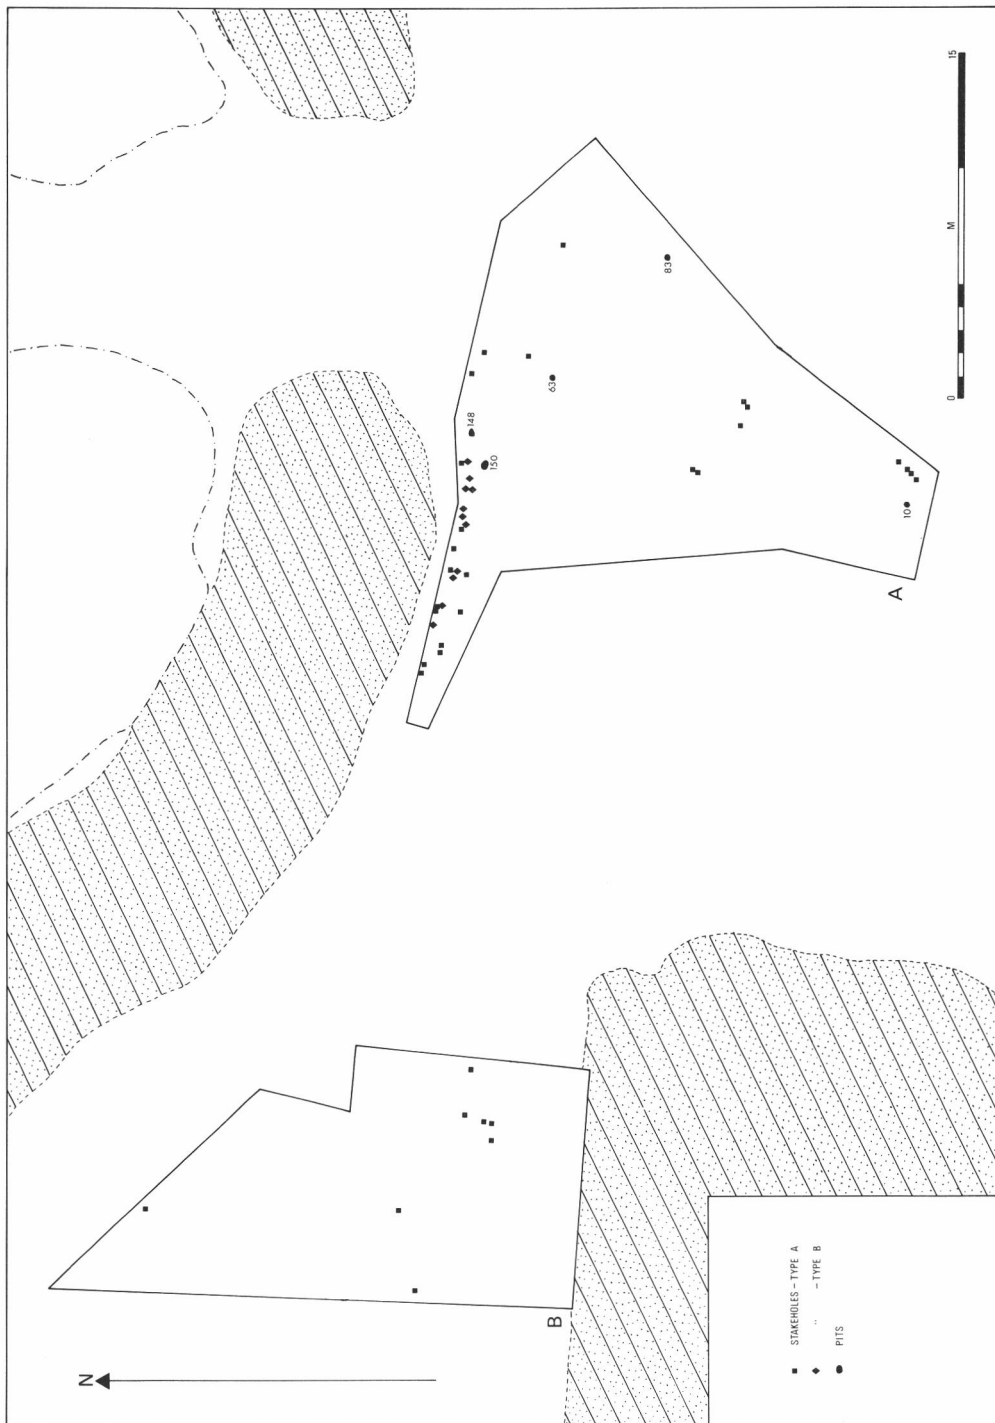 N
148
150
63
B
83
A
10
STAKEHOLES – TYPE A
¨ – TYPE B
PITS
0 M 15